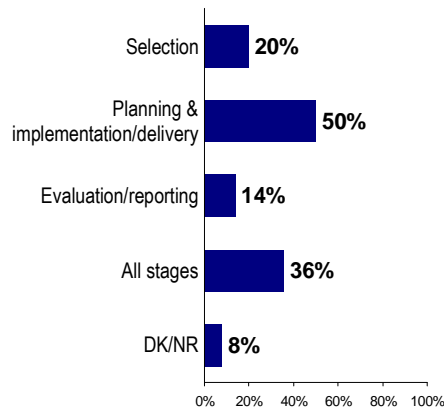 Selection 20%
Planning &
implementation/delivery 50%
Evaluation/reporting 14%
All stages 36%
DK/NR 8%
0% 20% 40% 60% 80% 100%